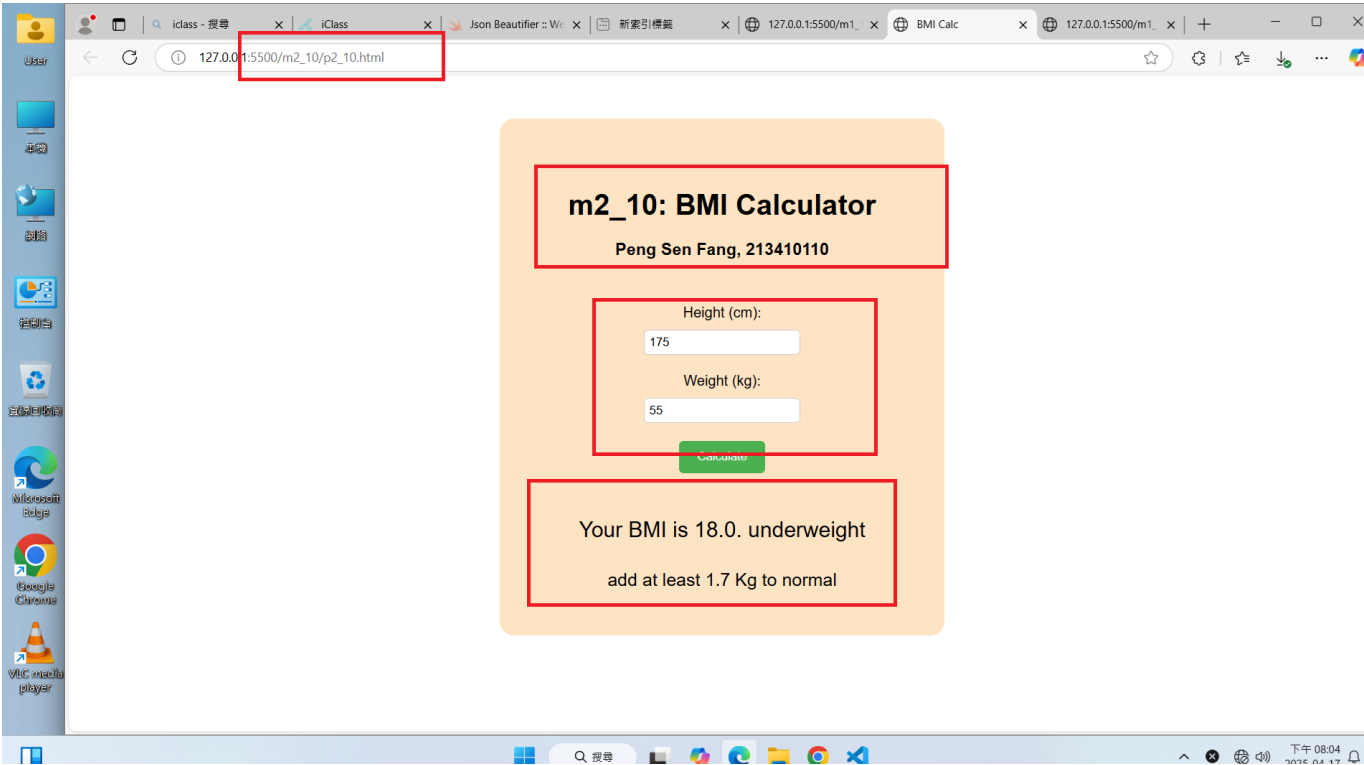 iclass - 搜尋
iClass
Json Beautifier :: We
新索引標籤
127.0.0.1:5500/m1_
BMI Calc
127.0.0.1:5500/m1_
User
127.0.0.1:5500/m2_10/p2_10.html
本機
網路
控制台
資源回收筒
Microsoft
Edge
Google
Chrome
VLC media
player
m2_10: BMI Calculator
Peng Sen Fang, 213410110
Height (cm):
175
Weight (kg):
55
Calculate
Your BMI is 18.0. underweight
add at least 1.7 Kg to normal
搜尋
下午 08:04
2025-04-17